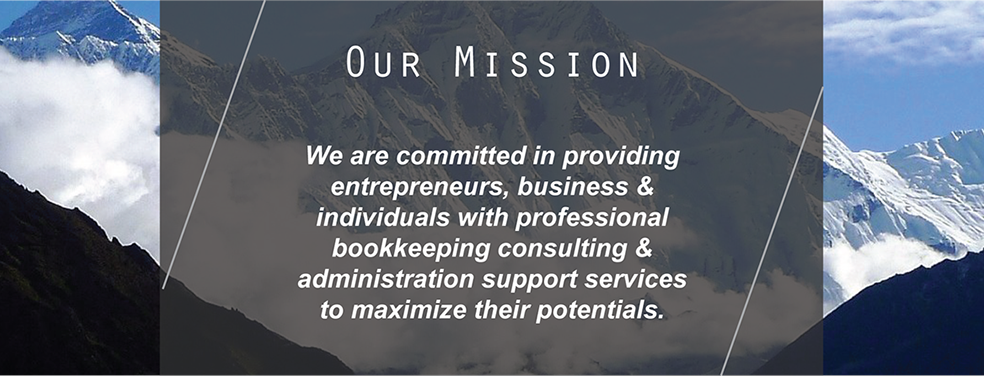 Our Mission
We are committed in providing
entrepreneurs, business &
individuals with professional
bookkeeping consulting &
administration support services
to maximize their potentials.